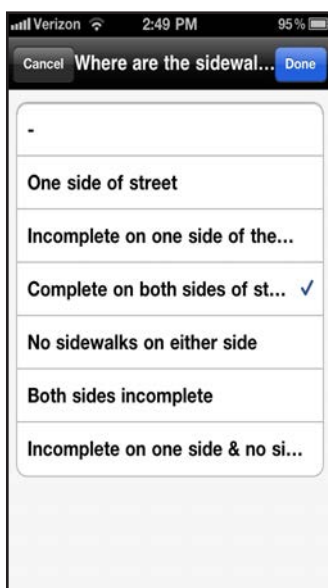 Verizon 2:49 PM 95%
Cancel Where are the sidewal... Done
-
One side of street
Incomplete on one side of the...
Complete on both sides of st... ✓
No sidewalks on either side
Both sides incomplete
Incomplete on one side & no si...